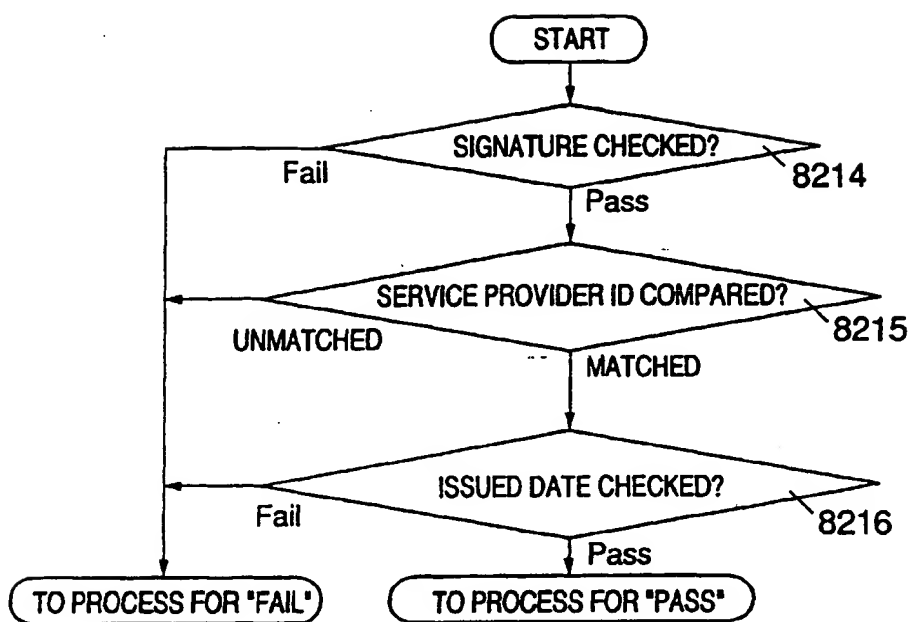 START
SIGNATURE CHECKED?
8214
Fail
Pass
SERVICE PROVIDER ID COMPARED?
8215
UNMATCHED
MATCHED
ISSUED DATE CHECKED?
8216
Fail
Pass
TO PROCESS FOR "FAIL"
TO PROCESS FOR "PASS"